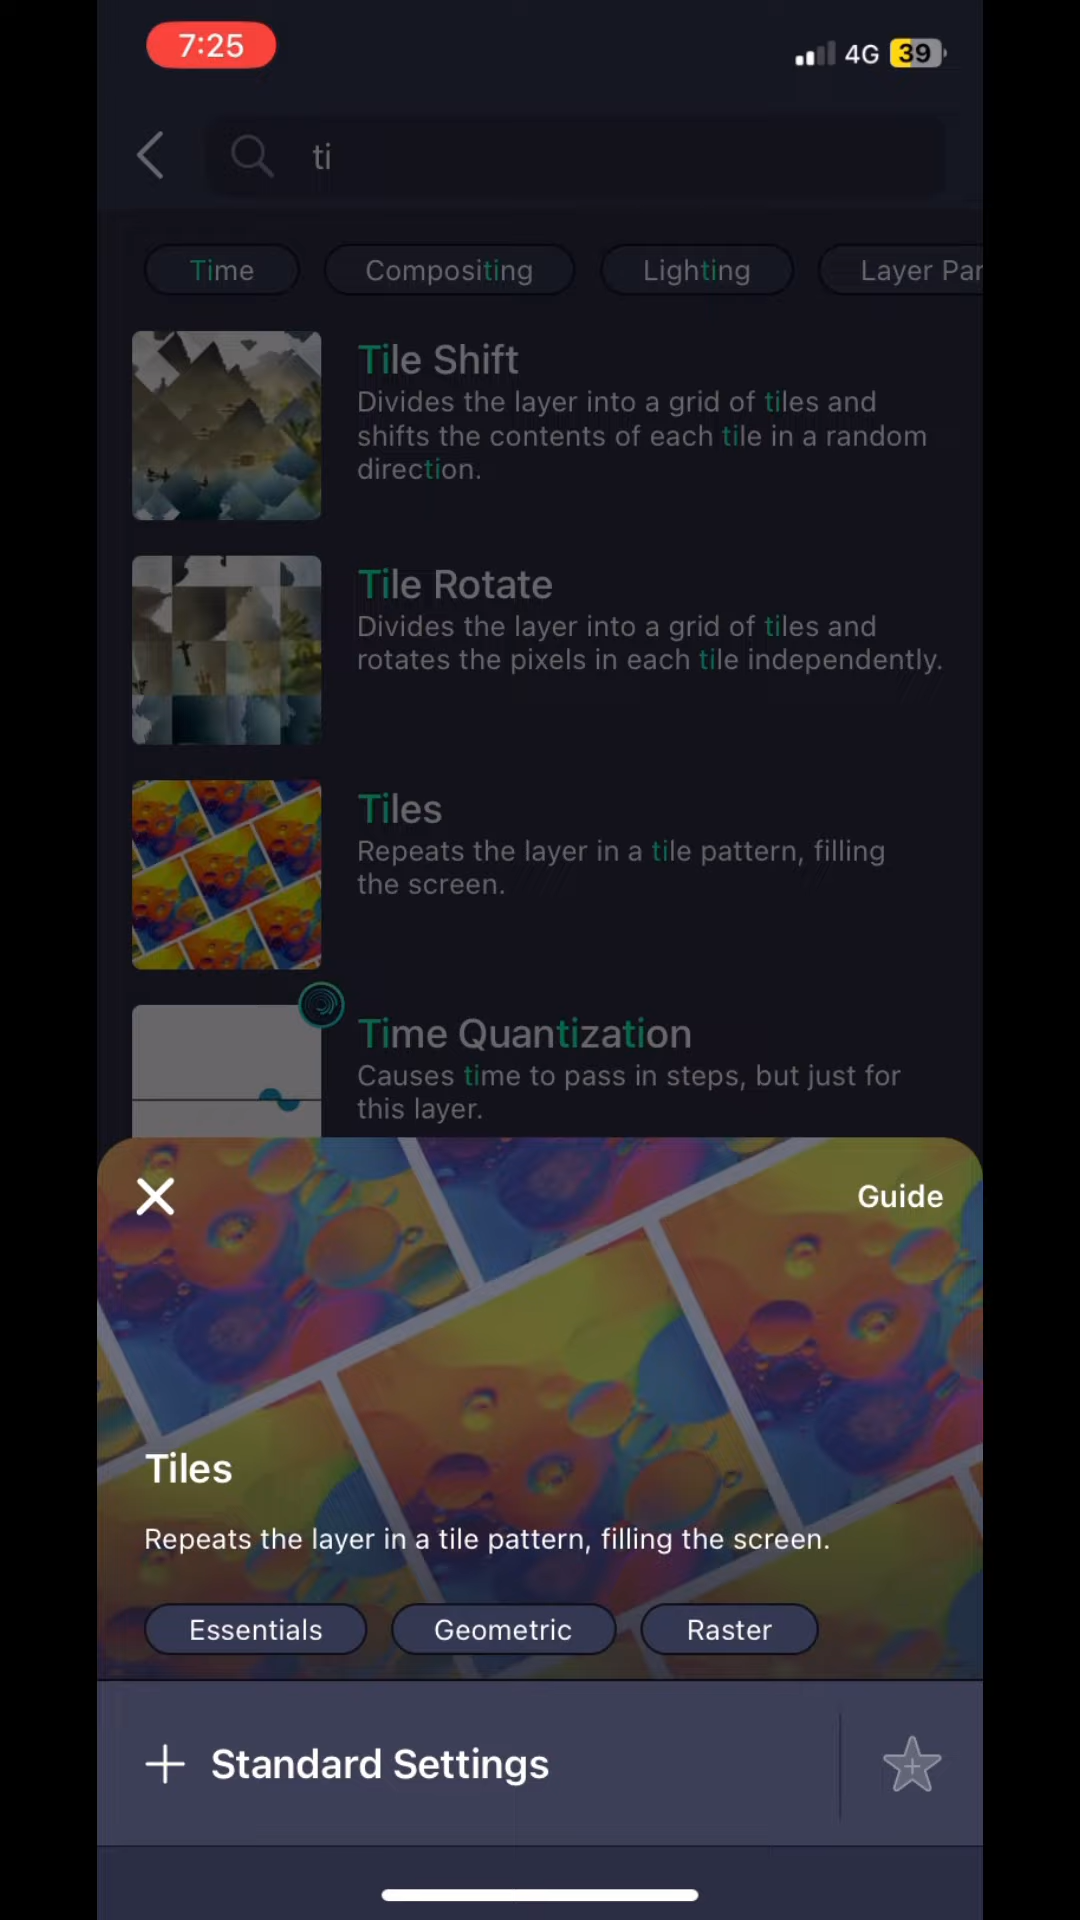 7:25
4G 39
ti
Time Compositing Lighting Layer Par
Tile Shift
Divides the layer into a grid of tiles and
shifts the contents of each tile in a random
direction.
Tile Rotate
Divides the layer into a grid of tiles and
rotates the pixels in each tile independently.
Tiles
Repeats the layer in a tile pattern, filling
the screen.
Time Quantization
Causes time to pass in steps, but just for
this layer.
Guide
Tiles
Repeats the layer in a tile pattern, filling the screen.
Essentials Geometric Raster
Standard Settings